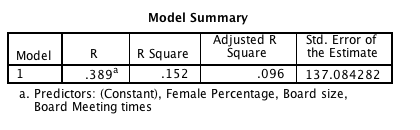 Model Summary
Model R R Square Adjusted R Square Std. Error of the Estimate
1 .389a .152 .096 137.084282
a. Predictors: (Constant), Female Percentage, Board size,
Board Meeting times